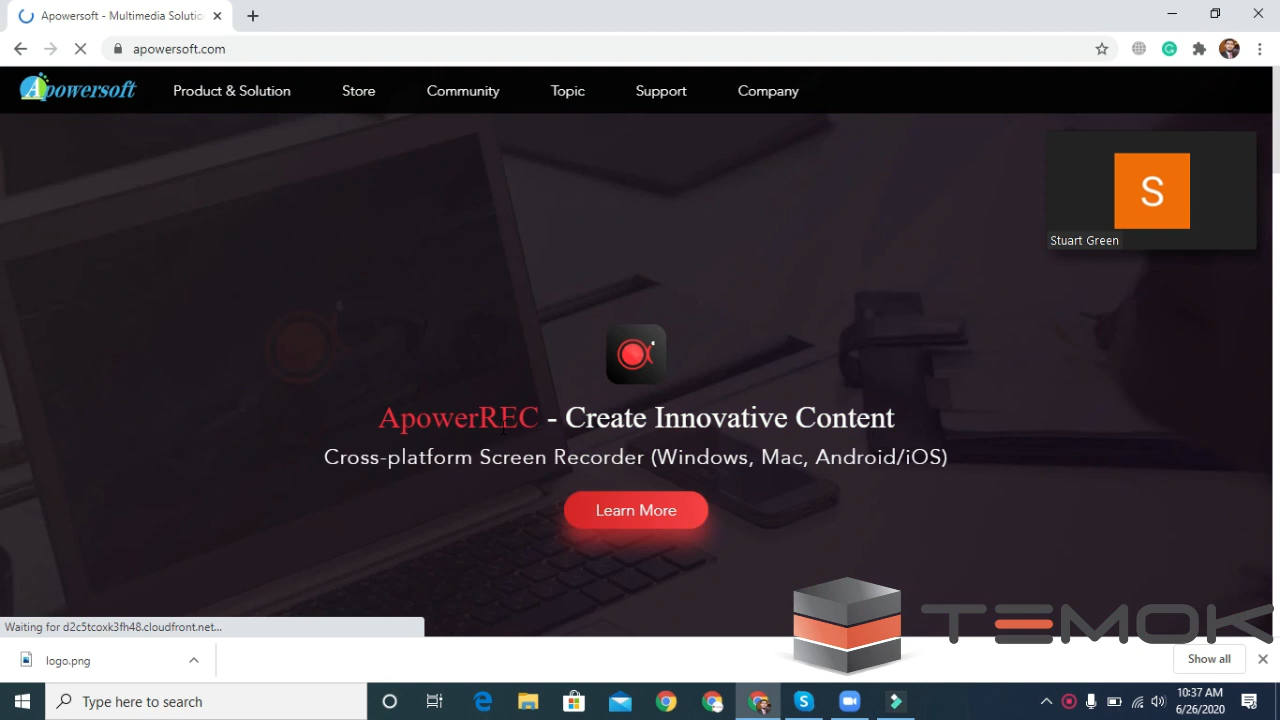 Apowersoft - Multimedia Solutio
apowersoft.com
Apowersoft
Product & Solution
Store
Community
Topic
Support
Company
S
Stuart Green
ApowerREC - Create Innovative Content
Cross-platform Screen Recorder (Windows, Mac, Android/iOS)
Learn More
TEMOK
Waiting for d2c5tcoxk3fh48.cloudfront.net...
logo.png
Show all
Type here to search
10:37 AM
6/26/2020